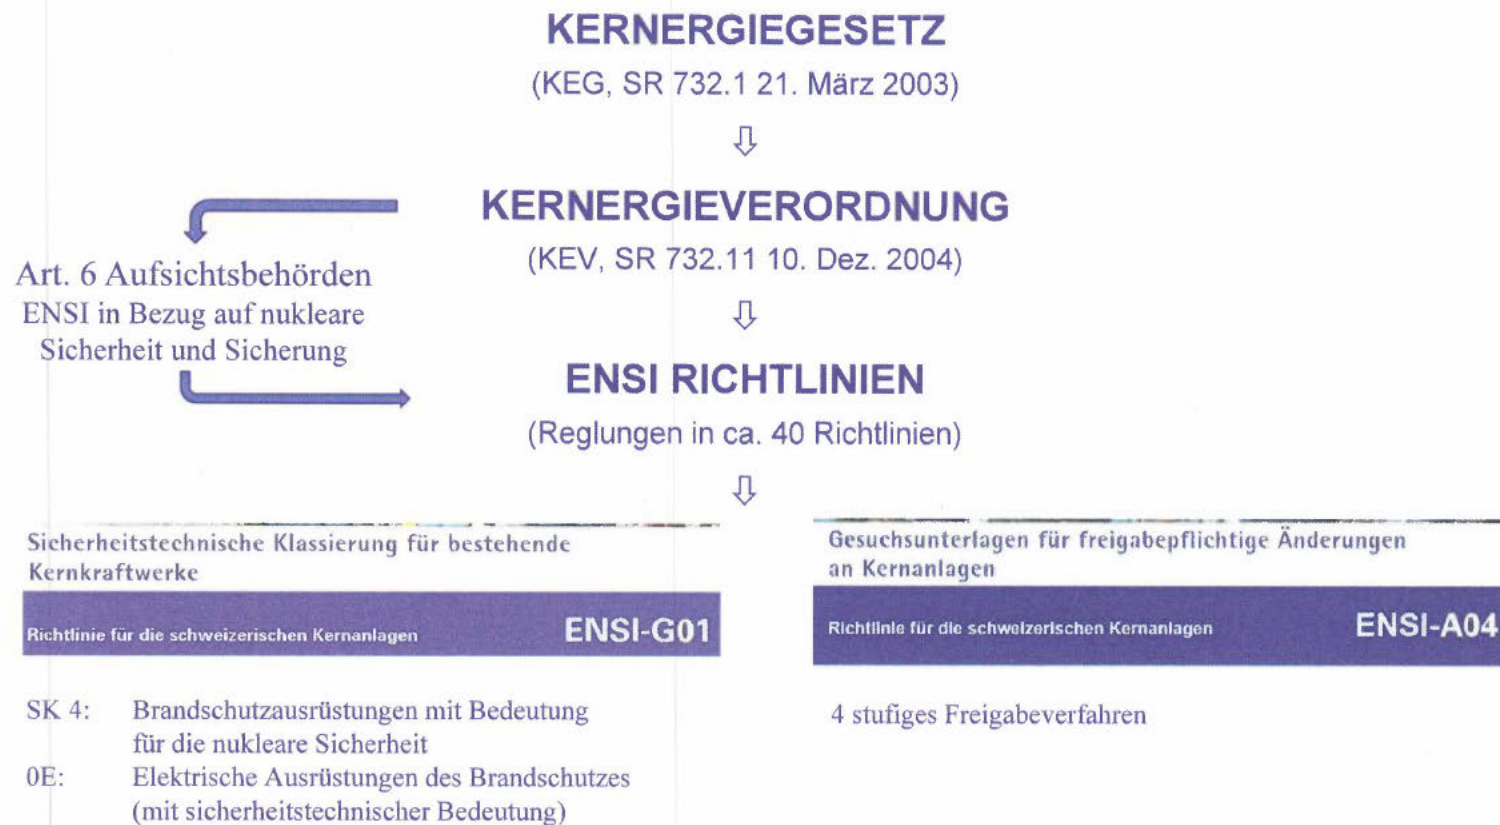 KERNERGIEGESETZ
(KEG, SR 732.1 21. März 2003)
⇩
KERNERGIEVERORDNUNG
(KEV, SR 732.11 10. Dez. 2004)
Art. 6 Aufsichtsbehörden
ENSI in Bezug auf nukleare
Sicherheit und Sicherung
⇩
ENSI RICHTLINIEN
(Reglungen in ca. 40 Richtlinien)
⇩
Sicherheitstechnische Klassierung für bestehende
Kernkraftwerke
Richtlinie für die schweizerischen Kernanlagen ENSI-G01
SK 4: Brandschutzausrüstungen mit Bedeutung
für die nukleare Sicherheit
0E: Elektrische Ausrüstungen des Brandschutzes
(mit sicherheitstechnischer Bedeutung)
Gesuchsunterlagen für freigabepflichtige Änderungen
an Kernanlagen
Richtlinie für die schweizerischen Kernanlagen ENSI-A04
4 stufiges Freigabeverfahren